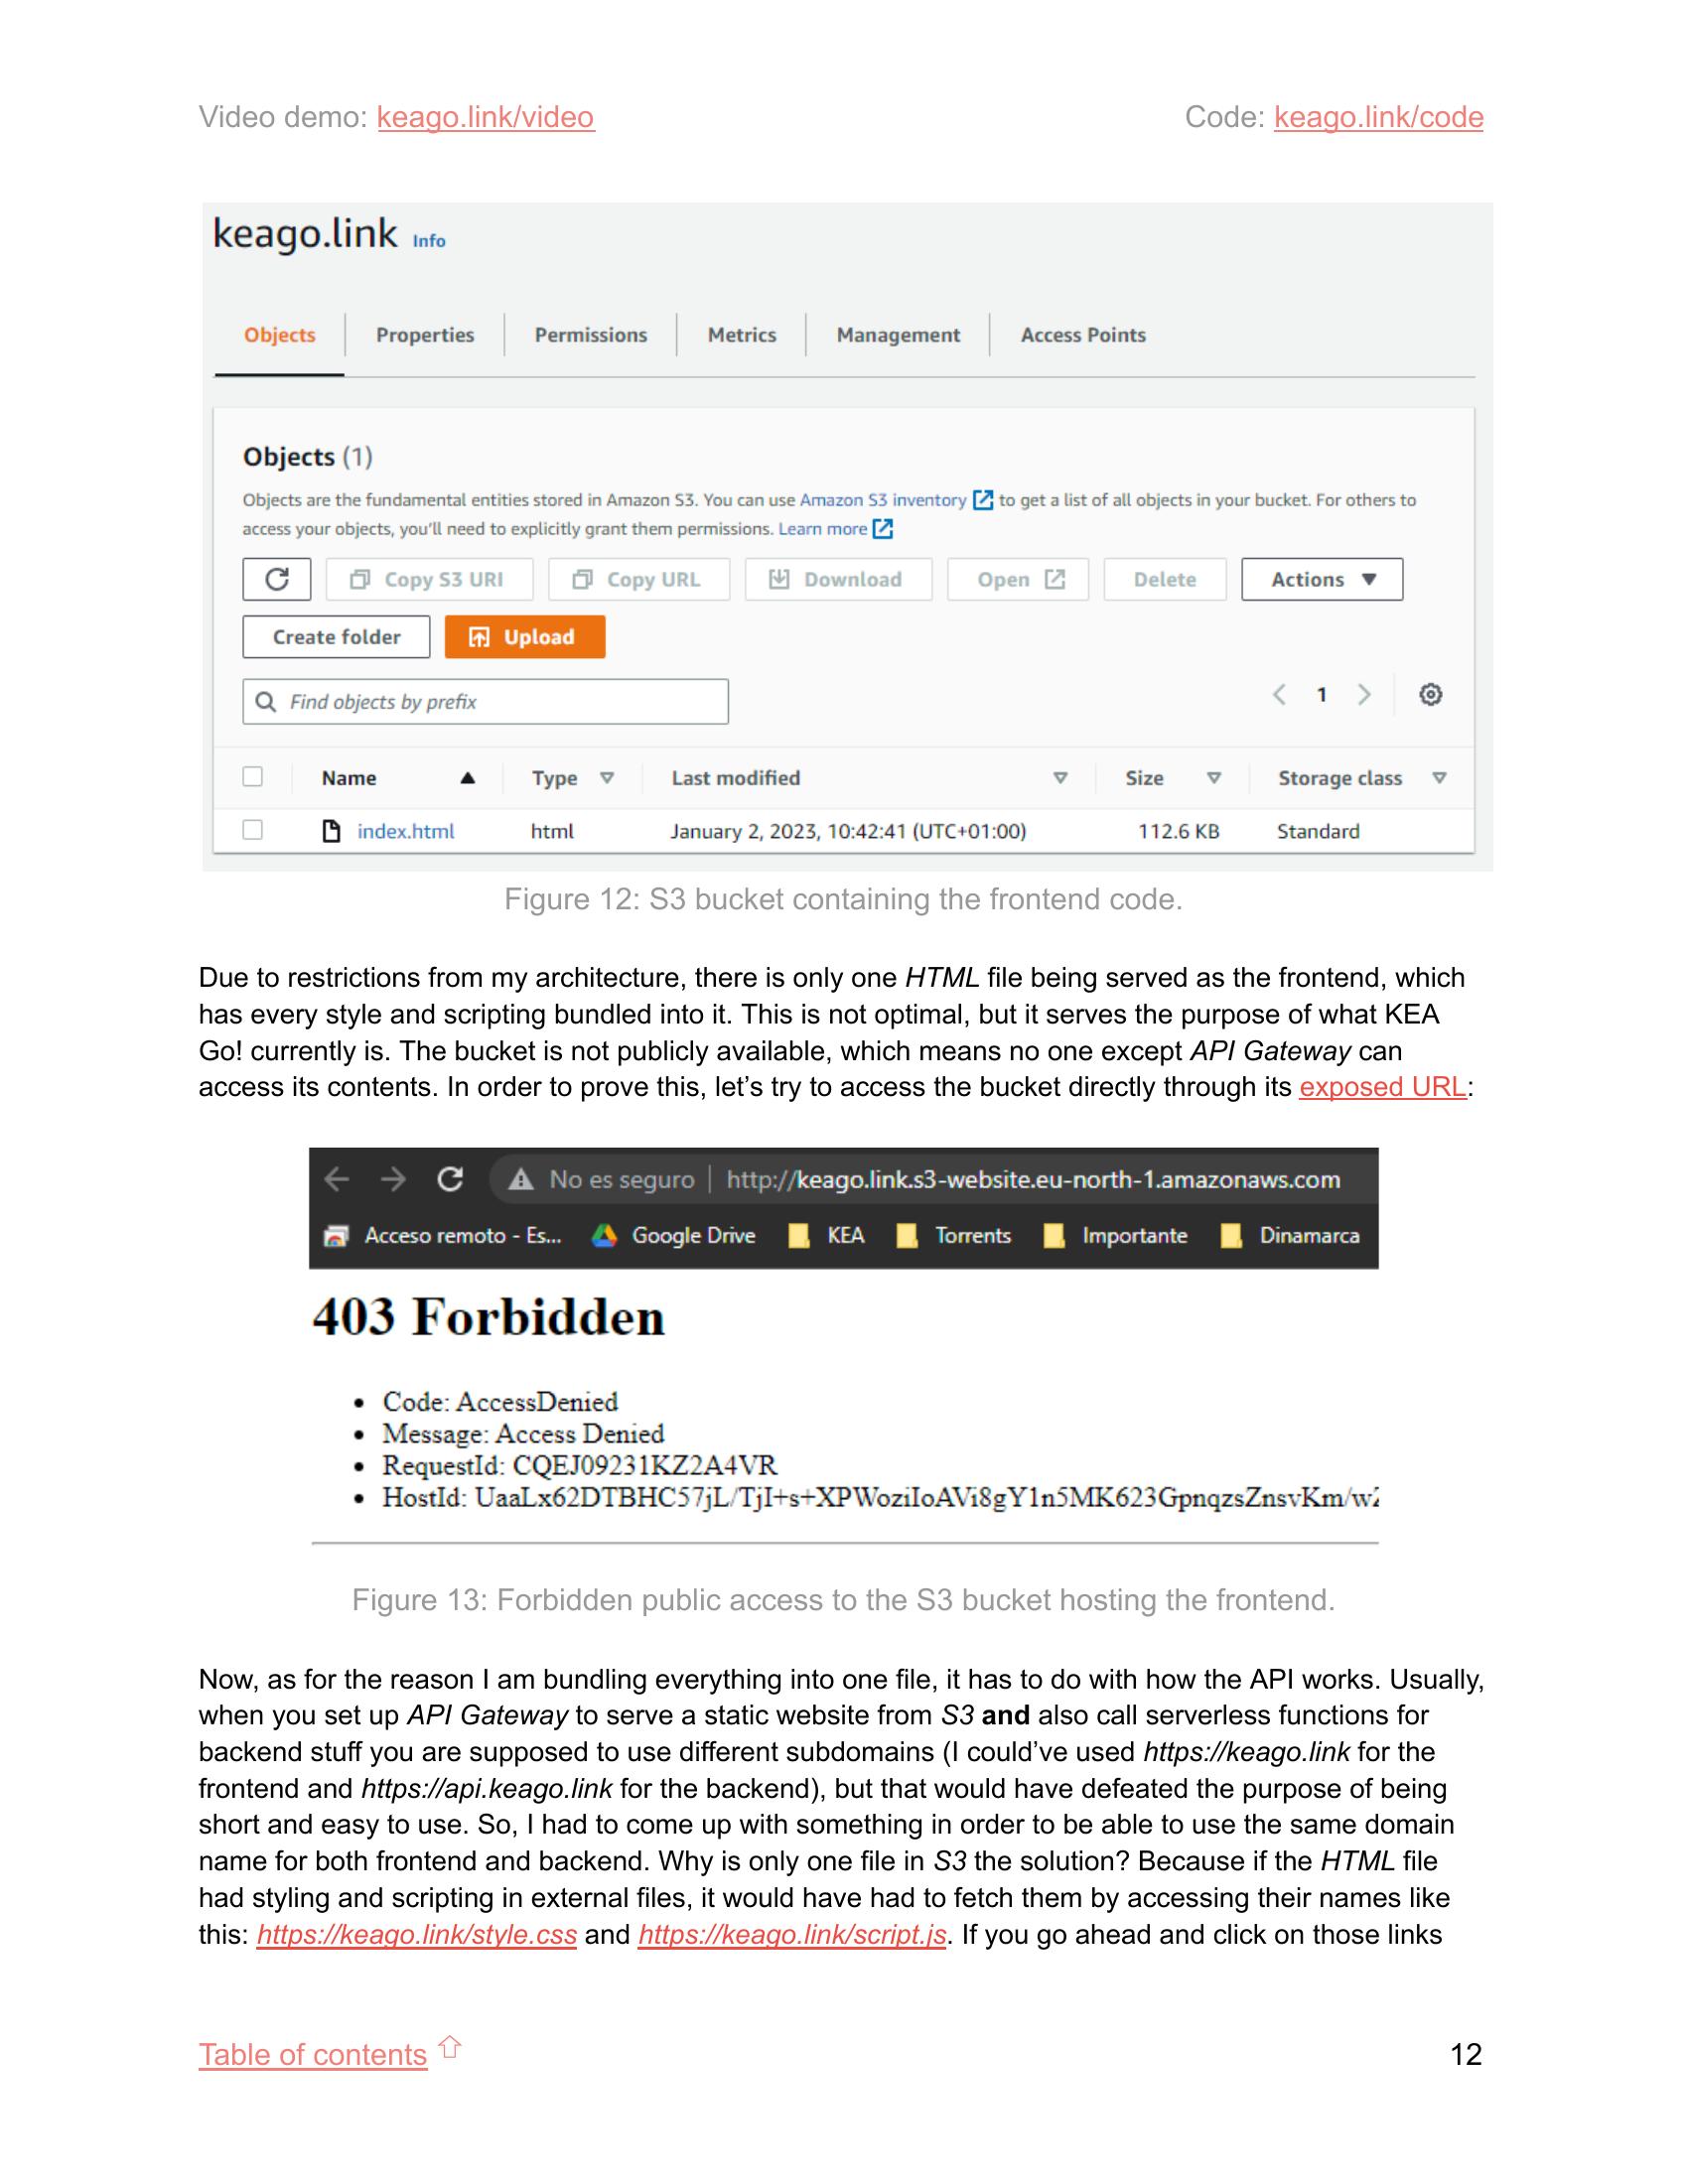 Video demo: keago.link/video Code: keago.link/code
keago.link Info
Objects Properties Permissions Metrics Management Access Points
Objects (1)
Objects are the fundamental entities stored in Amazon S3. You can use Amazon S3 inventory to get a list of all objects in your bucket. For others to
access your objects, you'll need to explicitly grant them permissions. Learn more
Copy S3 URI Copy URL Download Open Delete Actions
Create folder Upload
Find objects by prefix 1
Name Type Last modified Size Storage class
index.html html January 2, 2023, 10:42:41 (UTC+01:00) 112.6 KB Standard
Figure 12: S3 bucket containing the frontend code.
Due to restrictions from my architecture, there is only one HTML file being served as the frontend, which
has every style and scripting bundled into it. This is not optimal, but it serves the purpose of what KEA
Go! currently is. The bucket is not publicly available, which means no one except API Gateway can
access its contents. In order to prove this, let's try to access the bucket directly through its exposed URL:
No es seguro | http://keago.link.s3-website.eu-north-1.amazonaws.com
Acceso remoto - Es... Google Drive KEA Torrents Importante Dinamarca
403 Forbidden
• Code: AccessDenied
• Message: Access Denied
• RequestId: CQEJ09231KZ2A4VR
• HostId: UaaLx62DTBHC57jL/TjI+s+XPWoziIoAVi8gY1n5MK623GpnqzsZnsvKm/wZ
Figure 13: Forbidden public access to the S3 bucket hosting the frontend.
Now, as for the reason I am bundling everything into one file, it has to do with how the API works. Usually,
when you set up API Gateway to serve a static website from S3 and also call serverless functions for
backend stuff you are supposed to use different subdomains (I could've used https://keago.link for the
frontend and https://api.keago.link for the backend), but that would have defeated the purpose of being
short and easy to use. So, I had to come up with something in order to be able to use the same domain
name for both frontend and backend. Why is only one file in S3 the solution? Because if the HTML file
had styling and scripting in external files, it would have had to fetch them by accessing their names like
this: https://keago.link/style.css and https://keago.link/script.js. If you go ahead and click on those links
Table of contents ⇧ 12